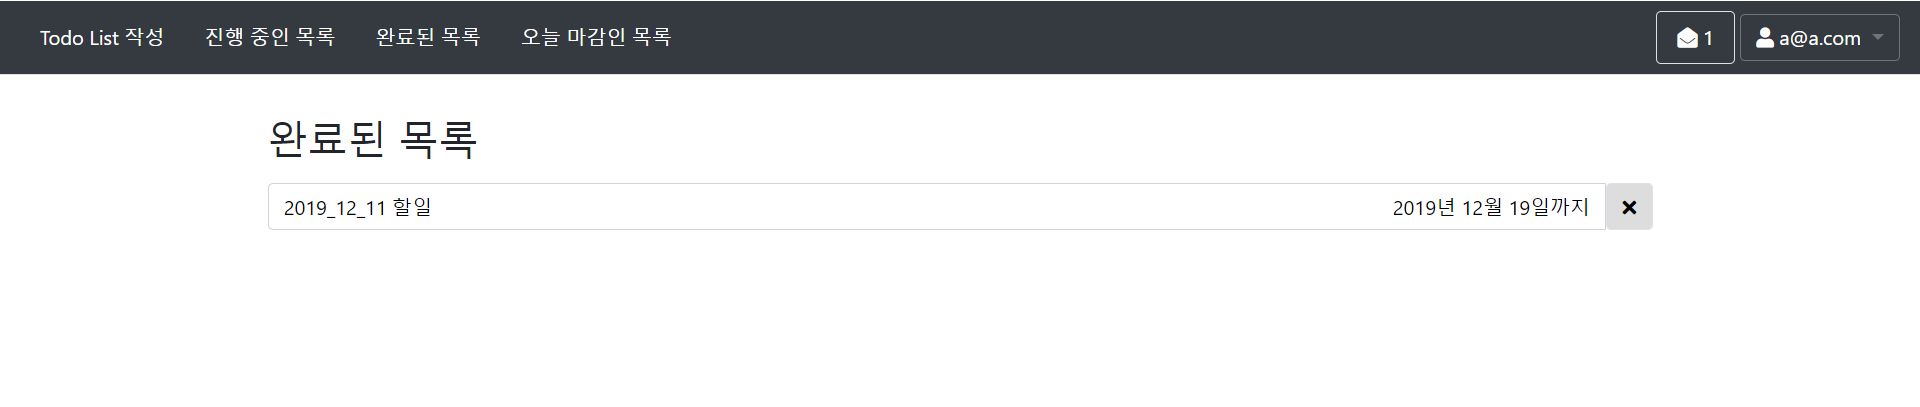 Todo List 작성 진행 중인 목록 완료된 목록 오늘 마감인 목록 1 a@a.com
완료된 목록
2019_12_11 할일 2019년 12월 19일까지